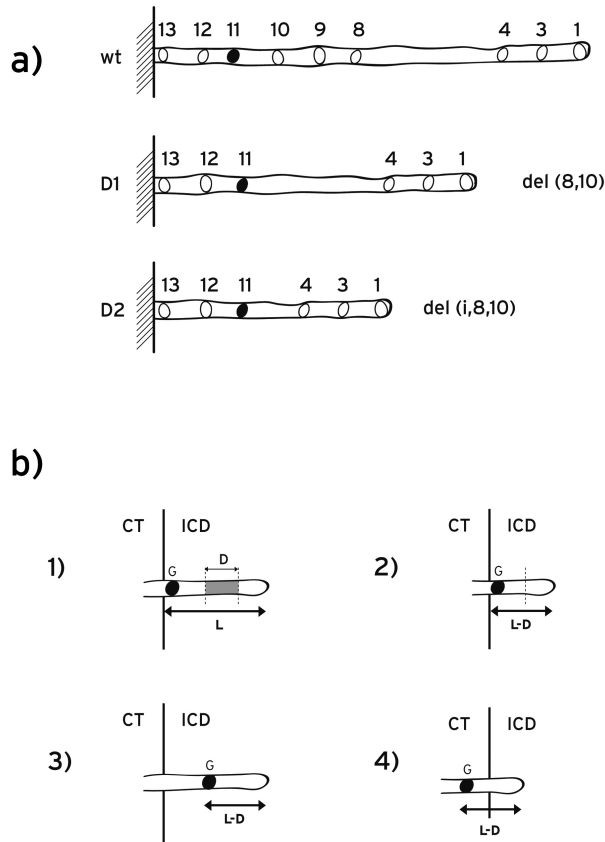 a)
13 12 11 10 9 8 4 3 1
wt
13 12 11 4 3 1
D1 del (8,10)
13 12 11 4 3 1
D2 del (i,8,10)
b)
1) CT ICD
G D
L
2) CT ICD
G
L-D
3) CT ICD
G
L-D
4) CT ICD
G
L-D